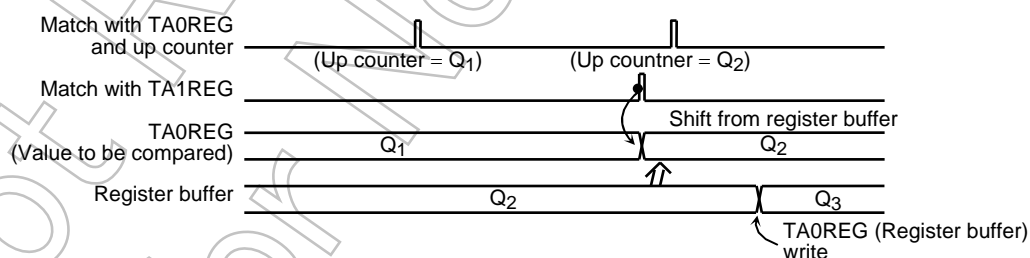 Match with TA0REG
and up counter
(Up counter = Q1)
(Up countner = Q2)
Match with TA1REG
Shift from register buffer
TA0REG
(Value to be compared)
Q1
Q2
Register buffer
Q2
Q3
TA0REG (Register buffer)
write